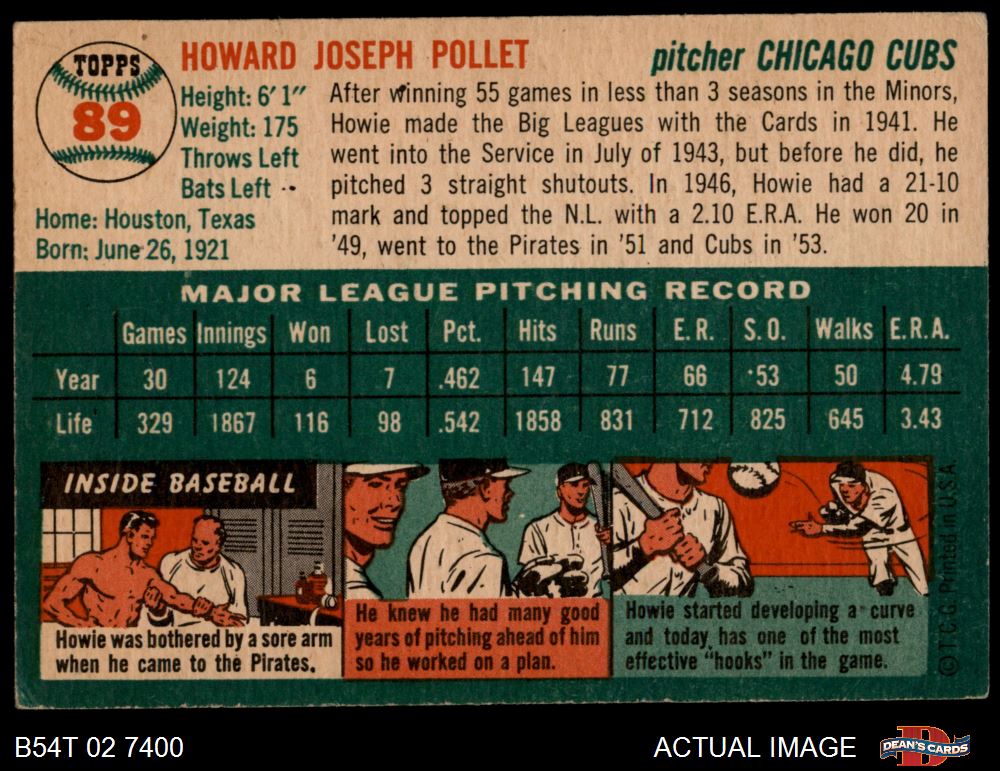 TOPPS
89
HOWARD JOSEPH POLLET
pitcher CHICAGO CUBS
Height: 6' 1"
Weight: 175
Throws Left
Bats Left
Home: Houston, Texas
Born: June 26, 1921
After winning 55 games in less than 3 seasons in the Minors,
Howie made the Big Leagues with the Cards in 1941. He
went into the Service in July of 1943, but before he did, he
pitched 3 straight shutouts. In 1946, Howie had a 21-10
mark and topped the N.L. with a 2.10 E.R.A. He won 20 in
'49, went to the Pirates in '51 and Cubs in '53.
MAJOR LEAGUE PITCHING RECORD
Games Innings Won Lost Pct. Hits Runs E.R. S.O. Walks E.R.A.
Year 30 124 6 7 .462 147 77 66 53 50 4.79
Life 329 1867 116 98 .542 1858 831 712 825 645 3.43
INSIDE BASEBALL
Howie was bothered by a sore arm
when he came to the Pirates.
He knew he had many good
years of pitching ahead of him
so he worked on a plan.
Howie started developing a curve
and today, has one of the most
effective "hooks" in the game.
© T.C.G. Printed in U.S.A.
B54T 02 7400
ACTUAL IMAGE
DEAN'S CARDS